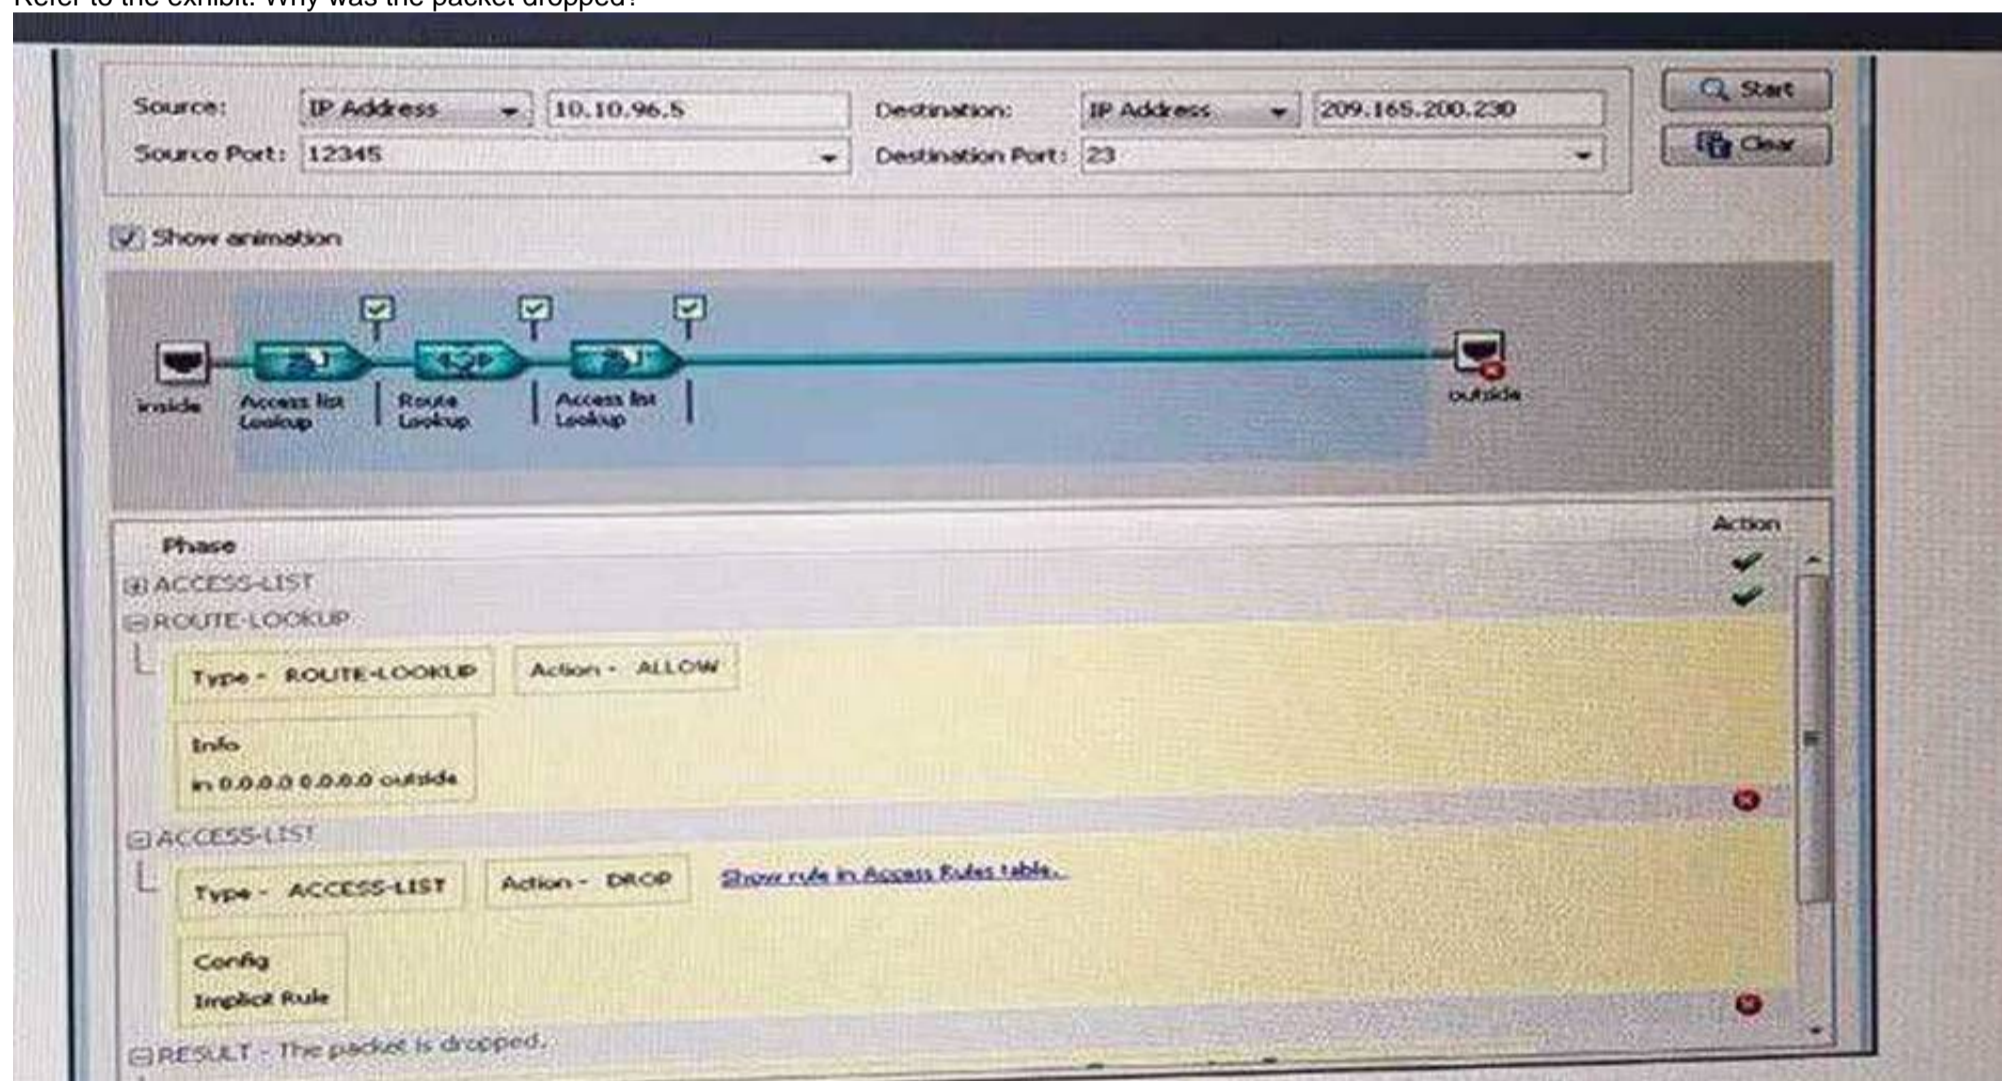 Refer to the exhibit. Why was the packet dropped?
Source: IP Address 10.10.96.5 Destination: IP Address 209.165.200.230 Start
Source Port: 12345 Destination Port: 23 Clear
Show animation
inside Access list Lookup Route Lookup Access list Lookup outside
Phase Action
ACCESS-LIST
ROUTE-LOOKUP
Type - ROUTE-LOOKUP Action - ALLOW
Info
in 0.0.0.0 0.0.0.0 outside
ACCESS-LIST
Type - ACCESS-LIST Action - DROP Show rule in Access Rules table.
Config
Implicit Rule
RESULT - The packet is dropped.